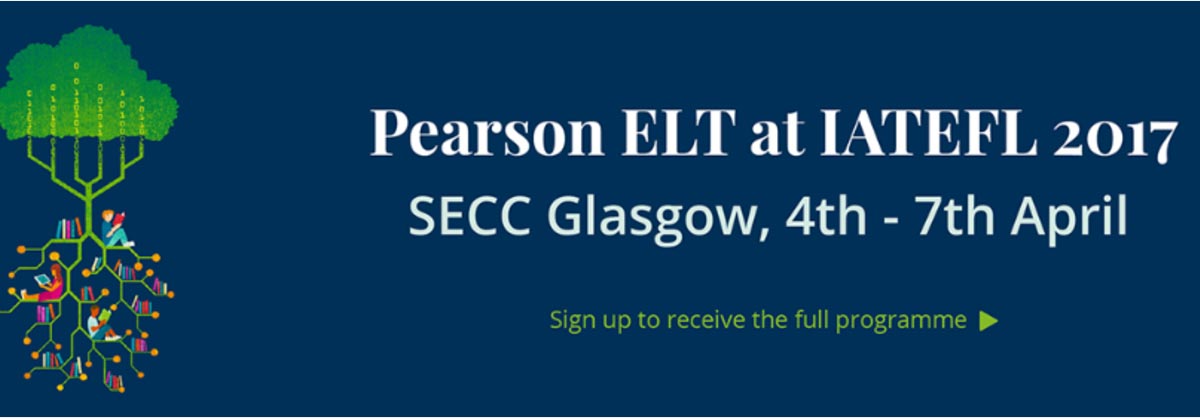 Pearson ELT at IATEFL 2017
SECC Glasgow, 4th - 7th April
Sign up to receive the full programme